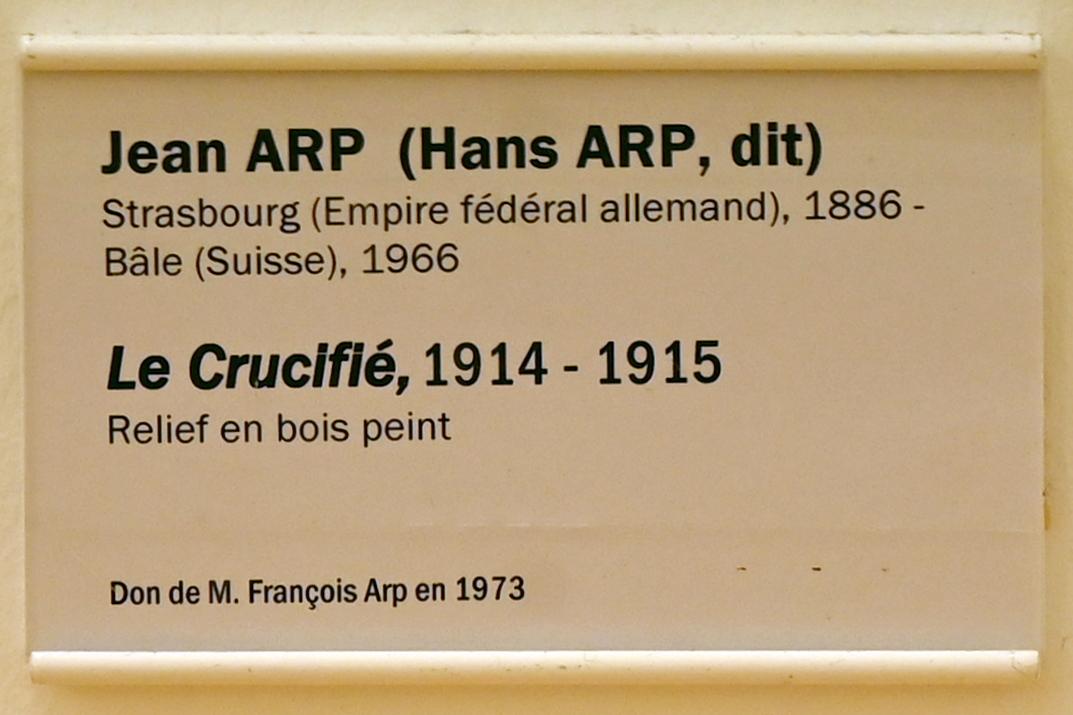 Jean ARP (Hans ARP, dit)
Strasbourg (Empire fédéral allemand), 1886 -
Bâle (Suisse), 1966
Le Crucifié, 1914 - 1915
Relief en bois peint
Don de M. François Arp en 1973